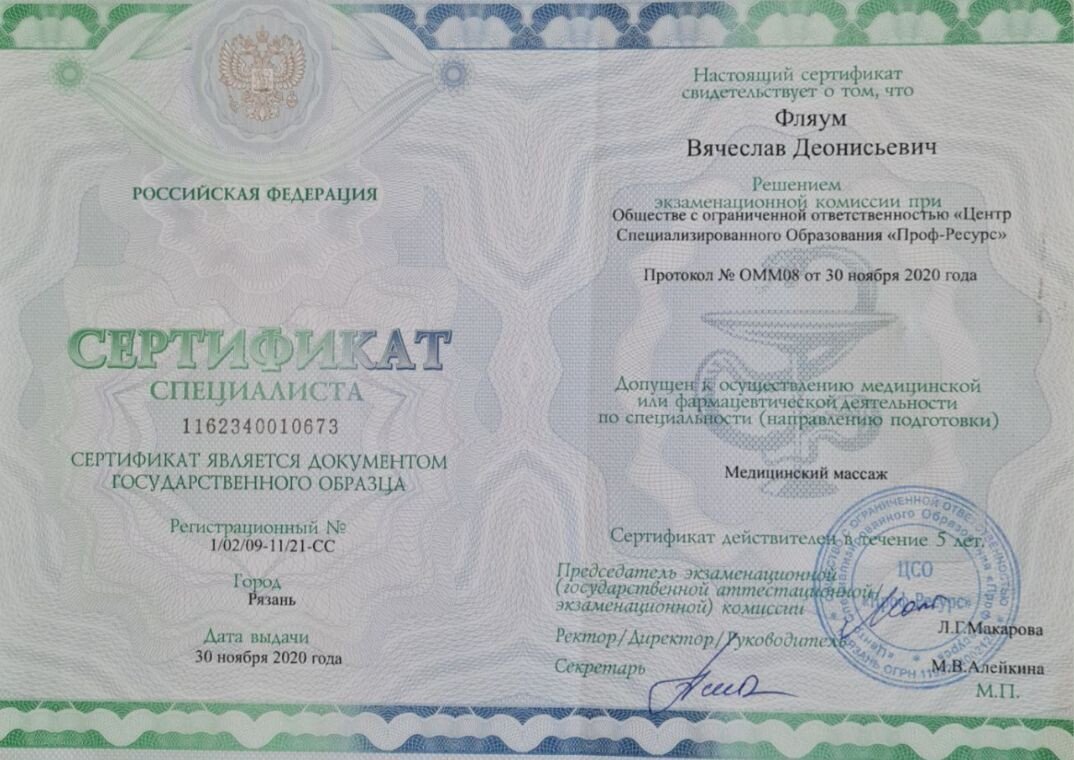 РОССИЙСКАЯ ФЕДЕРАЦИЯ
СЕРТИФИКАТ
СПЕЦИАЛИСТА
1162340010673
СЕРТИФИКАТ ЯВЛЯЕТСЯ ДОКУМЕНТОМ
ГОСУДАРСТВЕННОГО ОБРАЗЦА
Регистрационный №
1/02/09-11/21-СС
Город
Рязань
Дата выдачи
30 ноября 2020 года
Настоящий сертификат
свидетельствует о том, что
Фляум
Вячеслав Деонисьевич
Решением
экзаменационной комиссии при
Обществе с ограниченной ответственностью «Центр
Специализированного Образования «Проф-Ресурс»
Протокол № ОММ08 от 30 ноября 2020 года
Допущен к осуществлению медицинской
или фармацевтической деятельности
по специальности (направлению подготовки)
Медицинский массаж
Сертификат действителен в течение 5 лет.
Председатель экзаменационной
(государственной аттестационной/
экзаменационной) комиссии
Л.Г.Макарова
Ректор/Директор/Руководитель
Секретарь
М.В.Алейкина
М.П.
ЦСО
«Проф-Ресурс»